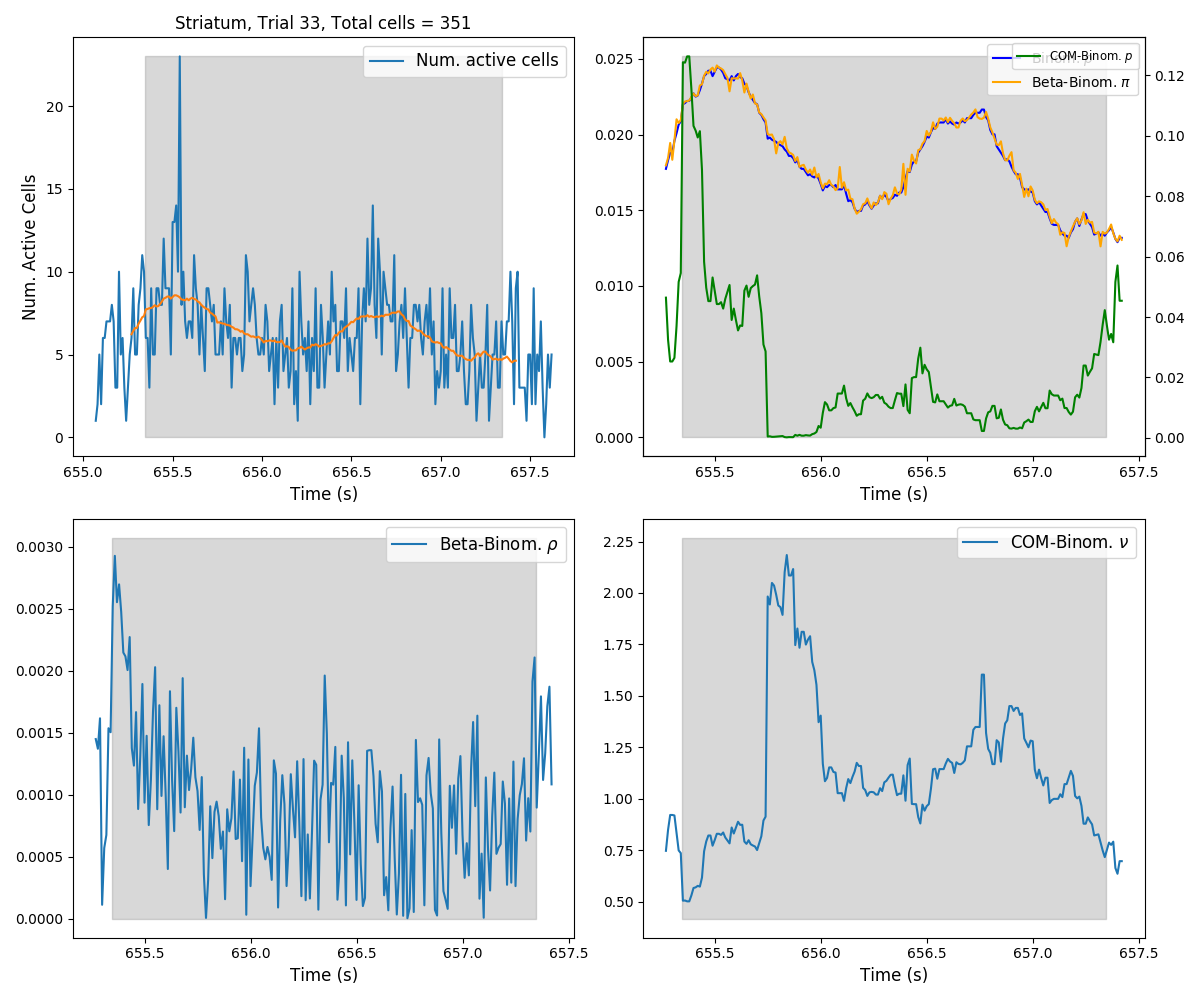 Striatum, Trial 33, Total cells = 351
Num. active cells
Num. Active Cells
20
15
10
5
0
655.0 655.5 656.0 656.5 657.0 657.5
Time (s)
COM-Binom. p
Beta-Binom. π
0.025
0.020
0.015
0.010
0.005
0.000
0.12
0.10
0.08
0.06
0.04
0.02
0.00
655.5 656.0 656.5 657.0 657.5
Time (s)
Beta-Binom. ρ
0.0030
0.0025
0.0020
0.0015
0.0010
0.0005
0.0000
655.5 656.0 656.5 657.0 657.5
Time (s)
COM-Binom. ν
2.25
2.00
1.75
1.50
1.25
1.00
0.75
0.50
655.5 656.0 656.5 657.0 657.5
Time (s)